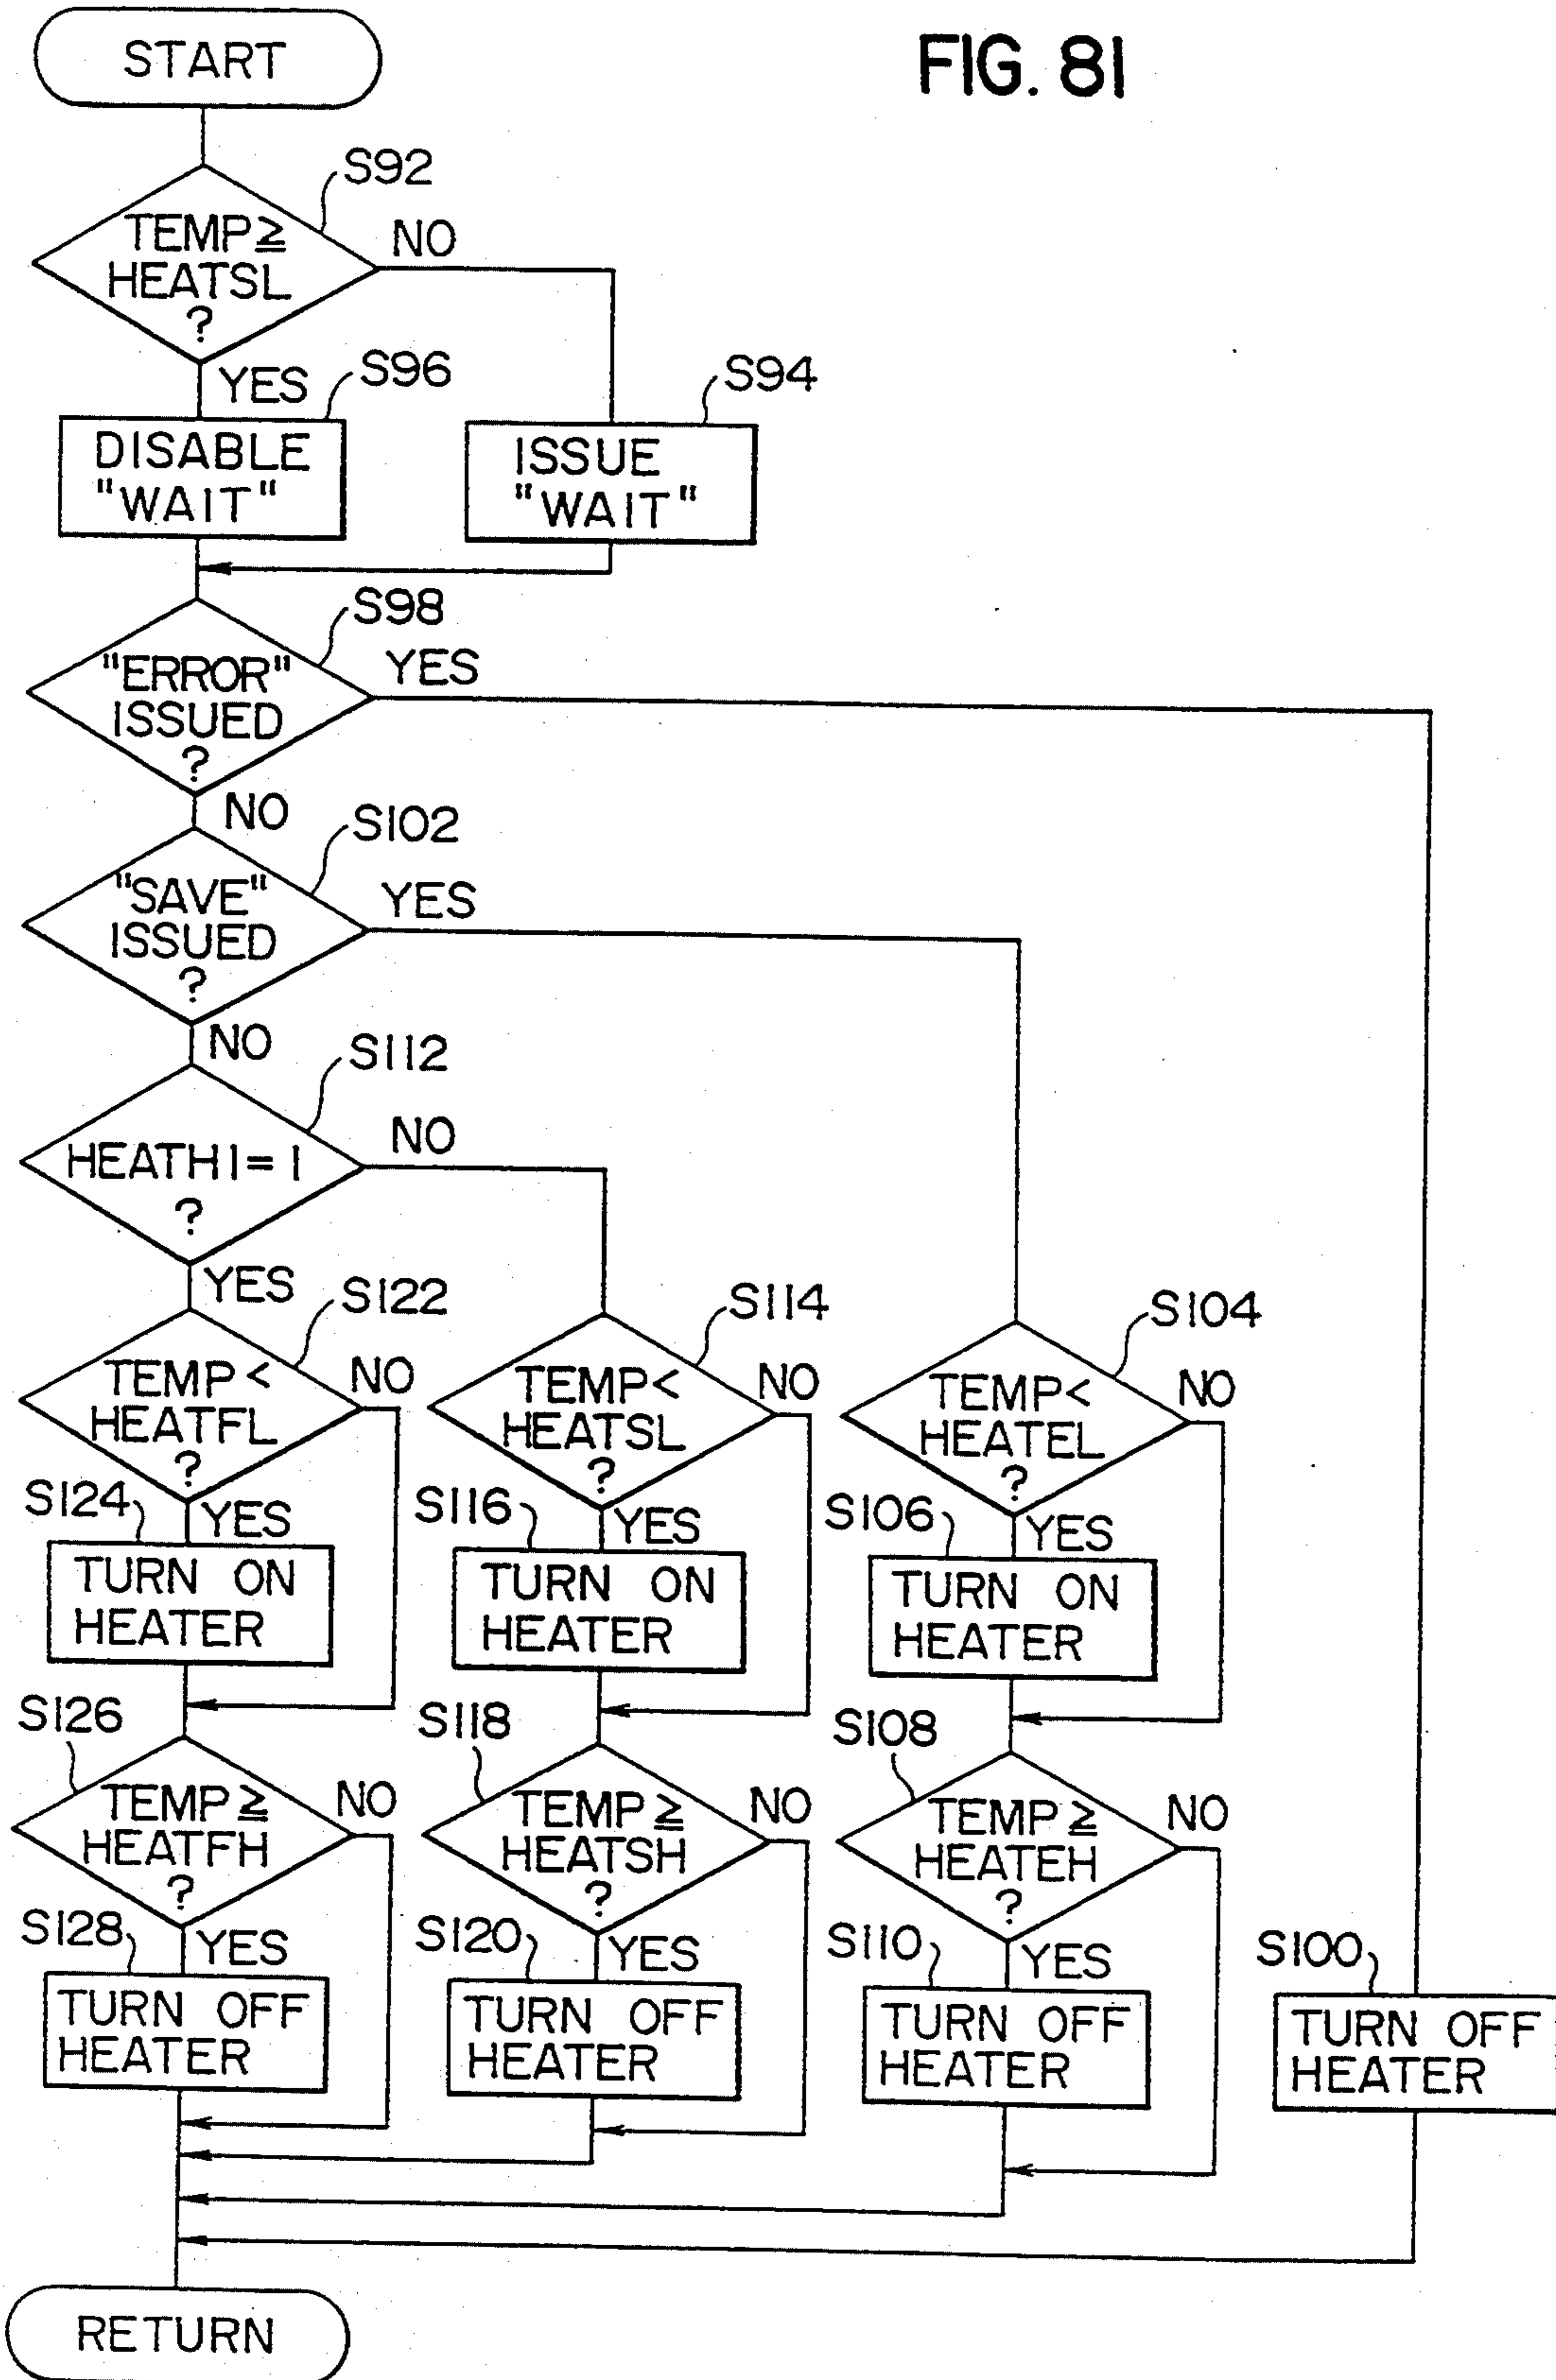 FIG. 81
START
S92
TEMP ≧
HEATSL
?
NO
YES
S96
S94
DISABLE
"WAIT"
ISSUE
"WAIT"
S98
"ERROR"
ISSUED
?
YES
NO
S102
"SAVE"
ISSUED
?
YES
NO
S112
HEATH1 = 1
?
NO
YES
S122
S114
S104
TEMP <
HEATFL
?
NO
TEMP <
HEATSL
?
NO
TEMP <
HEATEL
?
NO
S124
YES
S116
YES
S106
YES
TURN ON
HEATER
TURN ON
HEATER
TURN ON
HEATER
S126
S118
S108
TEMP ≧
HEATFH
?
NO
TEMP ≧
HEATSH
?
NO
TEMP ≧
HEATEH
?
NO
S128
YES
S120
YES
S110
YES
S100
TURN OFF
HEATER
TURN OFF
HEATER
TURN OFF
HEATER
TURN OFF
HEATER
RETURN